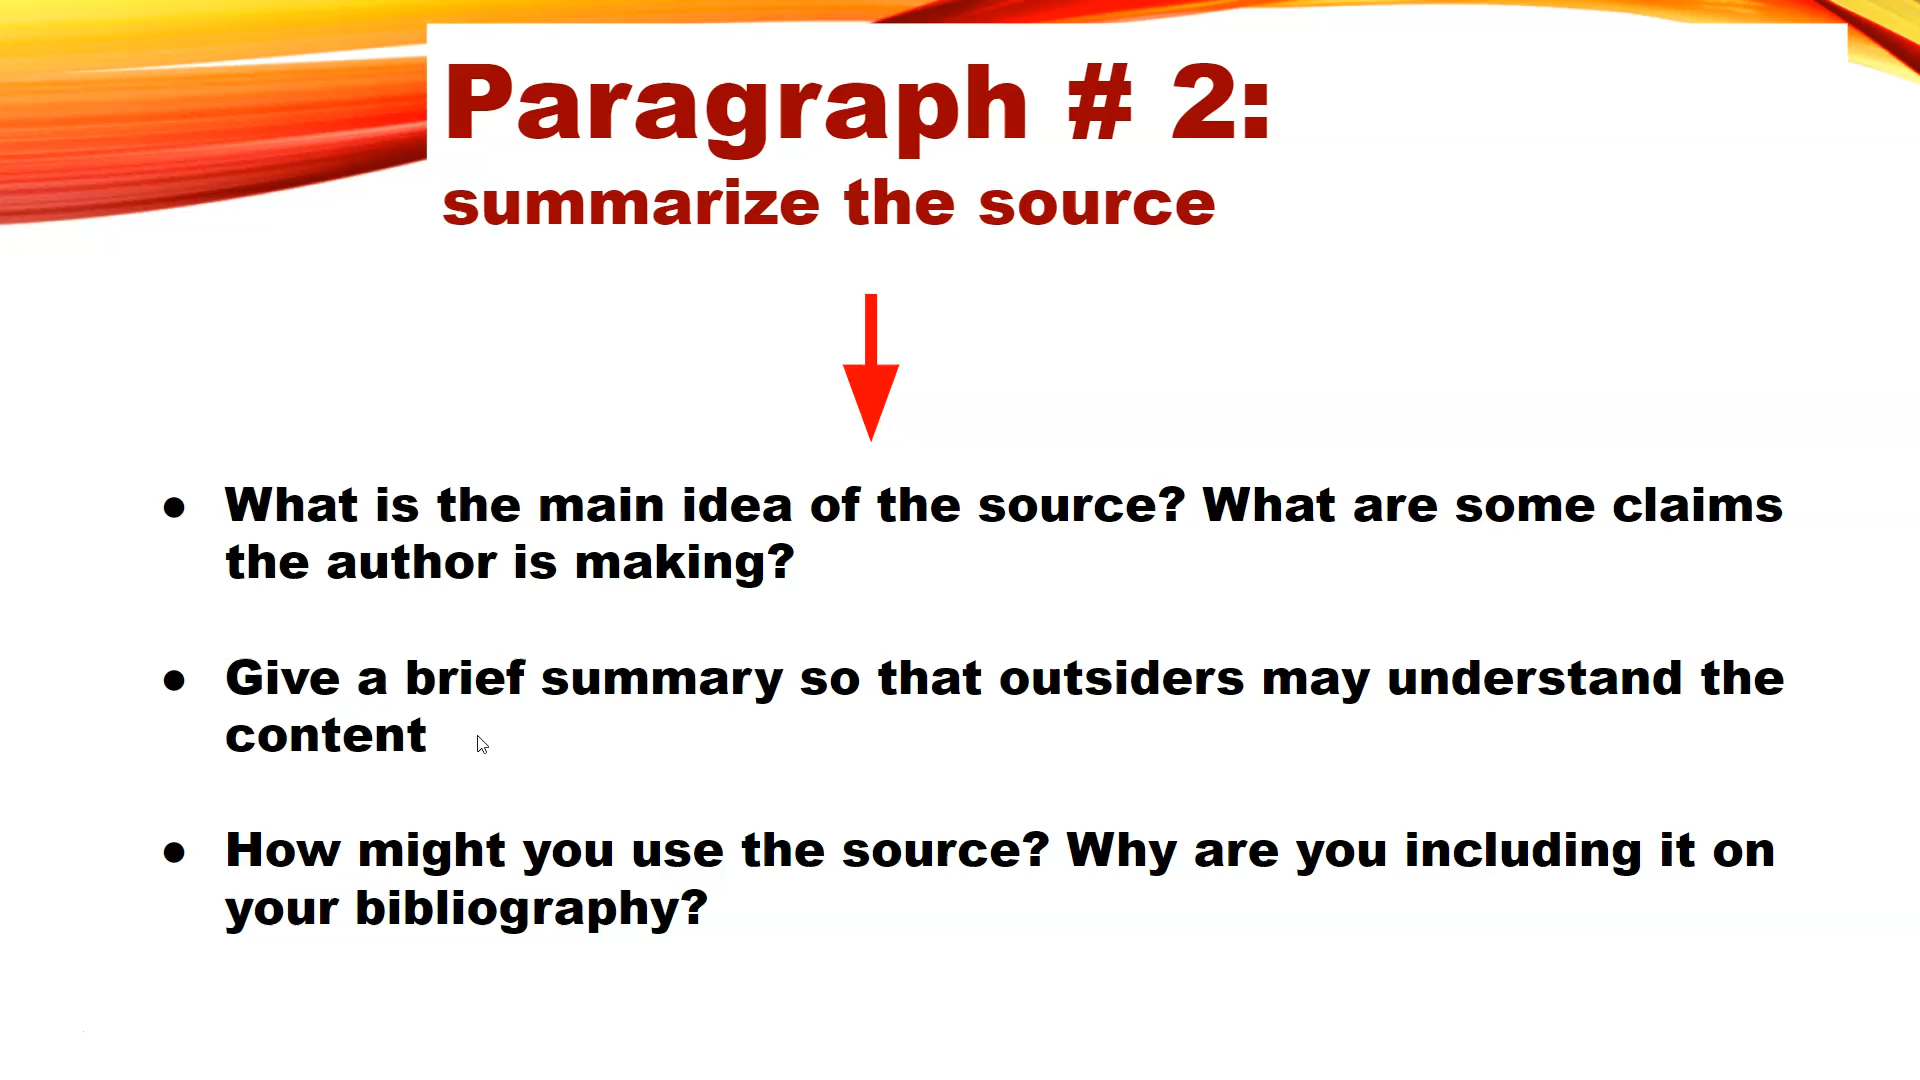 Paragraph # 2:
summarize the source
● What is the main idea of the source? What are some claims
the author is making?
● Give a brief summary so that outsiders may understand the
content
● How might you use the source? Why are you including it on
your bibliography?